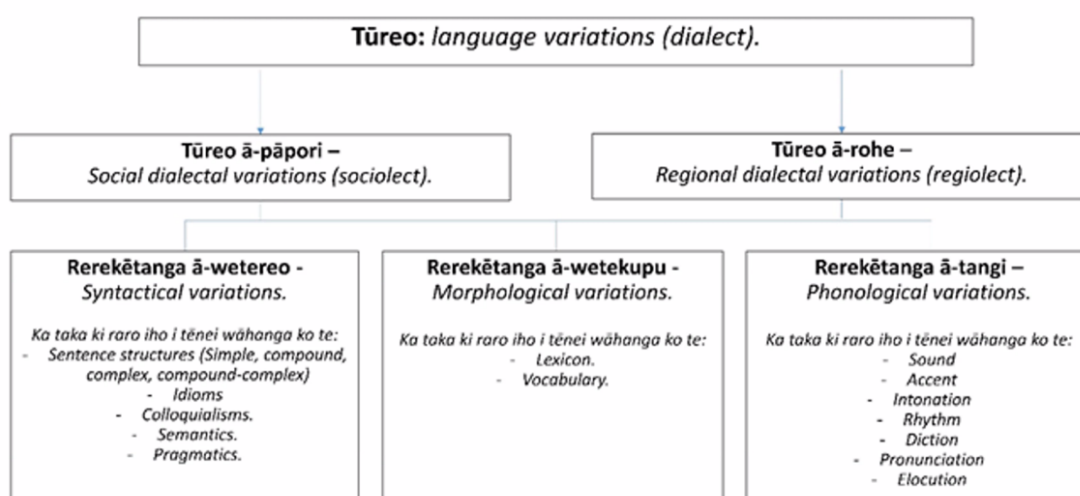 Tūreo: language variations (dialect).
Tūreo ā-pāpori –
Social dialectal variations (sociolect).
Tūreo ā-rohe –
Regional dialectal variations (regiolect).
Rerekētanga ā-wetereo -
Syntactical variations.
Ka taka ki raro iho i tēnei wāhanga ko te:
- Sentence structures (Simple, compound,
complex, compound-complex)
- Idioms
- Colloquialisms.
- Semantics.
- Pragmatics.
Rerekētanga ā-wetekupu -
Morphological variations.
Ka taka ki raro iho i tēnei wāhanga ko te:
- Lexicon.
- Vocabulary.
Rerekētanga ā-tangi –
Phonological variations.
Ka taka ki raro iho i tēnei wāhanga ko te:
- Sound
- Accent
- Intonation
- Rhythm
- Diction
- Pronunciation
- Elocution